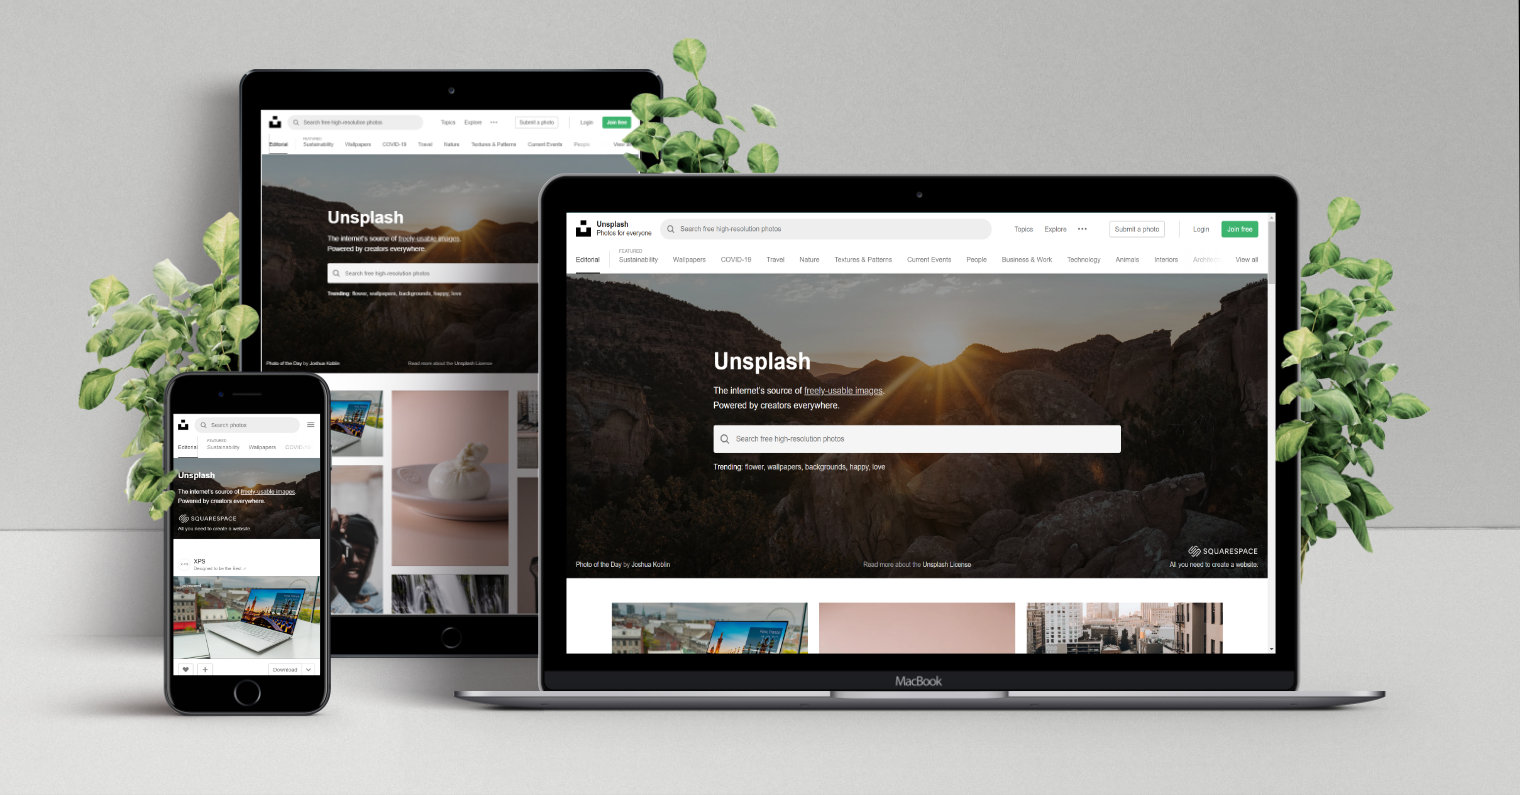 Search free high-resolution photos
Topics Explore Submit a photo Login Join free
FEATURED
Editorial Sustainability Wallpapers COVID-19 Travel Nature Textures & Patterns Current Events People View all
Unsplash
The internet's source of freely-usable images.
Powered by creators everywhere.
Search free high-resolution photos
Trending: flower, wallpapers, backgrounds, happy, love
Photo of the Day by Joshua Koblin Read more about the Unsplash License
Search photos
FEATURED
Editorial Sustainability Wallpapers COVID-19
Unsplash
The internet's source of freely-usable images.
Powered by creators everywhere.
SQUARESPACE
All you need to create a website.
XPS
Designed to be the Best
Download
Unsplash
Photos for everyone
Search free high-resolution photos
Topics Explore Submit a photo Login Join free
FEATURED
Editorial Sustainability Wallpapers COVID-19 Travel Nature Textures & Patterns Current Events People Business & Work Technology Animals Interiors View all
Unsplash
The internet's source of freely-usable images.
Powered by creators everywhere.
Search free high-resolution photos
Trending: flower, wallpapers, backgrounds, happy, love
SQUARESPACE
Photo of the Day by Joshua Koblin Read more about the Unsplash License All you need to create a website.
MacBook